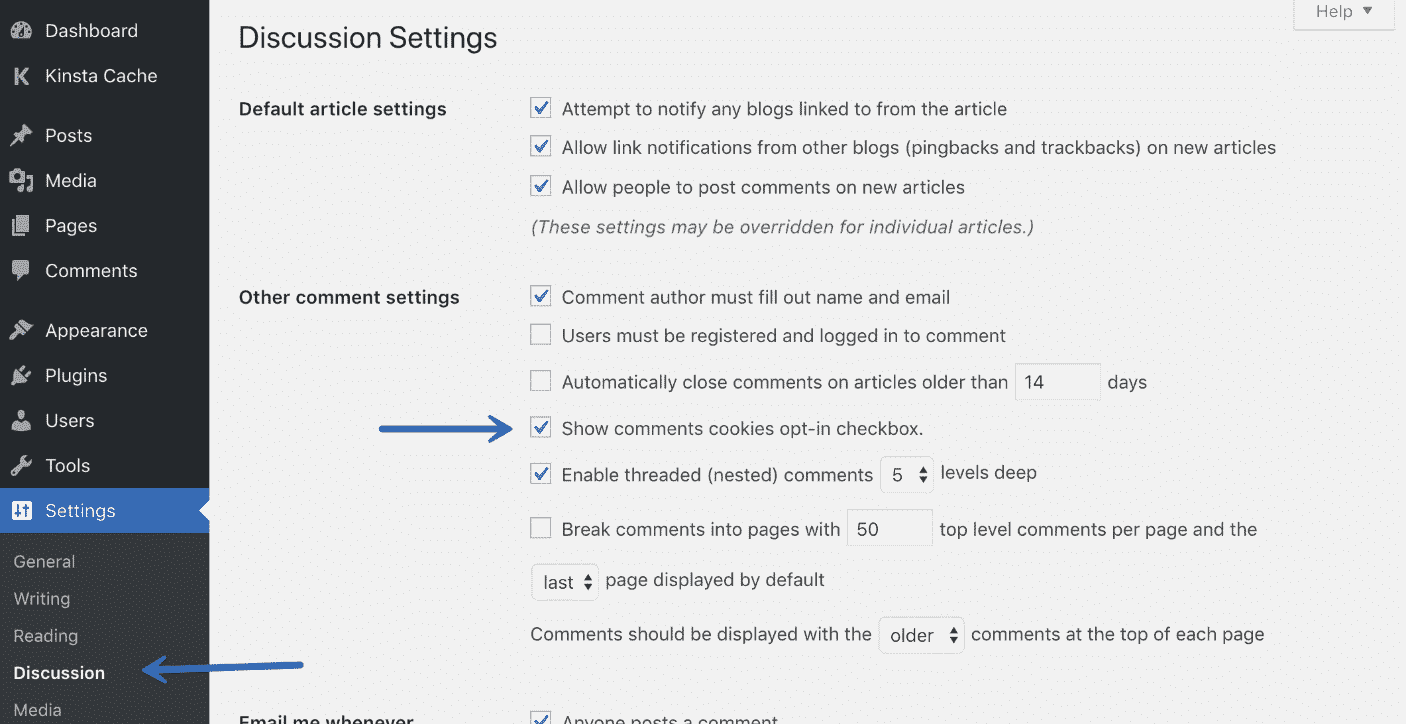 Help
Discussion Settings
Dashboard
Kinsta Cache
Posts
Media
Pages
Comments
Appearance
Plugins
Users
Tools
Settings
General
Writing
Reading
Discussion
Media
Default article settings
Attempt to notify any blogs linked to from the article
Allow link notifications from other blogs (pingbacks and trackbacks) on new articles
Allow people to post comments on new articles
(These settings may be overridden for individual articles.)
Other comment settings
Comment author must fill out name and email
Users must be registered and logged in to comment
Automatically close comments on articles older than 14 days
Show comments cookies opt-in checkbox.
Enable threaded (nested) comments 5 levels deep
Break comments into pages with 50 top level comments per page and the
last page displayed by default
Comments should be displayed with the older comments at the top of each page
Email me whenever
Anyone posts a comment